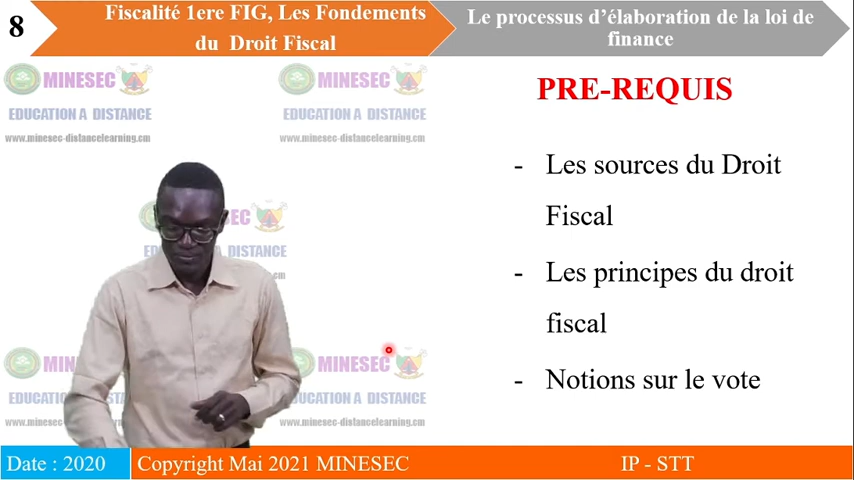 8
Fiscalité 1ere FIG, Les Fondements
du Droit Fiscal
Le processus d’élaboration de la loi de
finance
MINESEC
EDUCATION A DISTANCE
www.minesec-distancelearning.cm
MINESEC
EDUCATION A DISTANCE
www.minesec-distancelearning.cm
PRE-REQUIS
- Les sources du Droit
Fiscal
- Les principes du droit
fiscal
- Notions sur le vote
DISTANCE
MINESEC
DISTANCE
www.minesec-distancelearning.cm
Date : 2020
Copyright Mai 2021 MINESEC
IP - STT